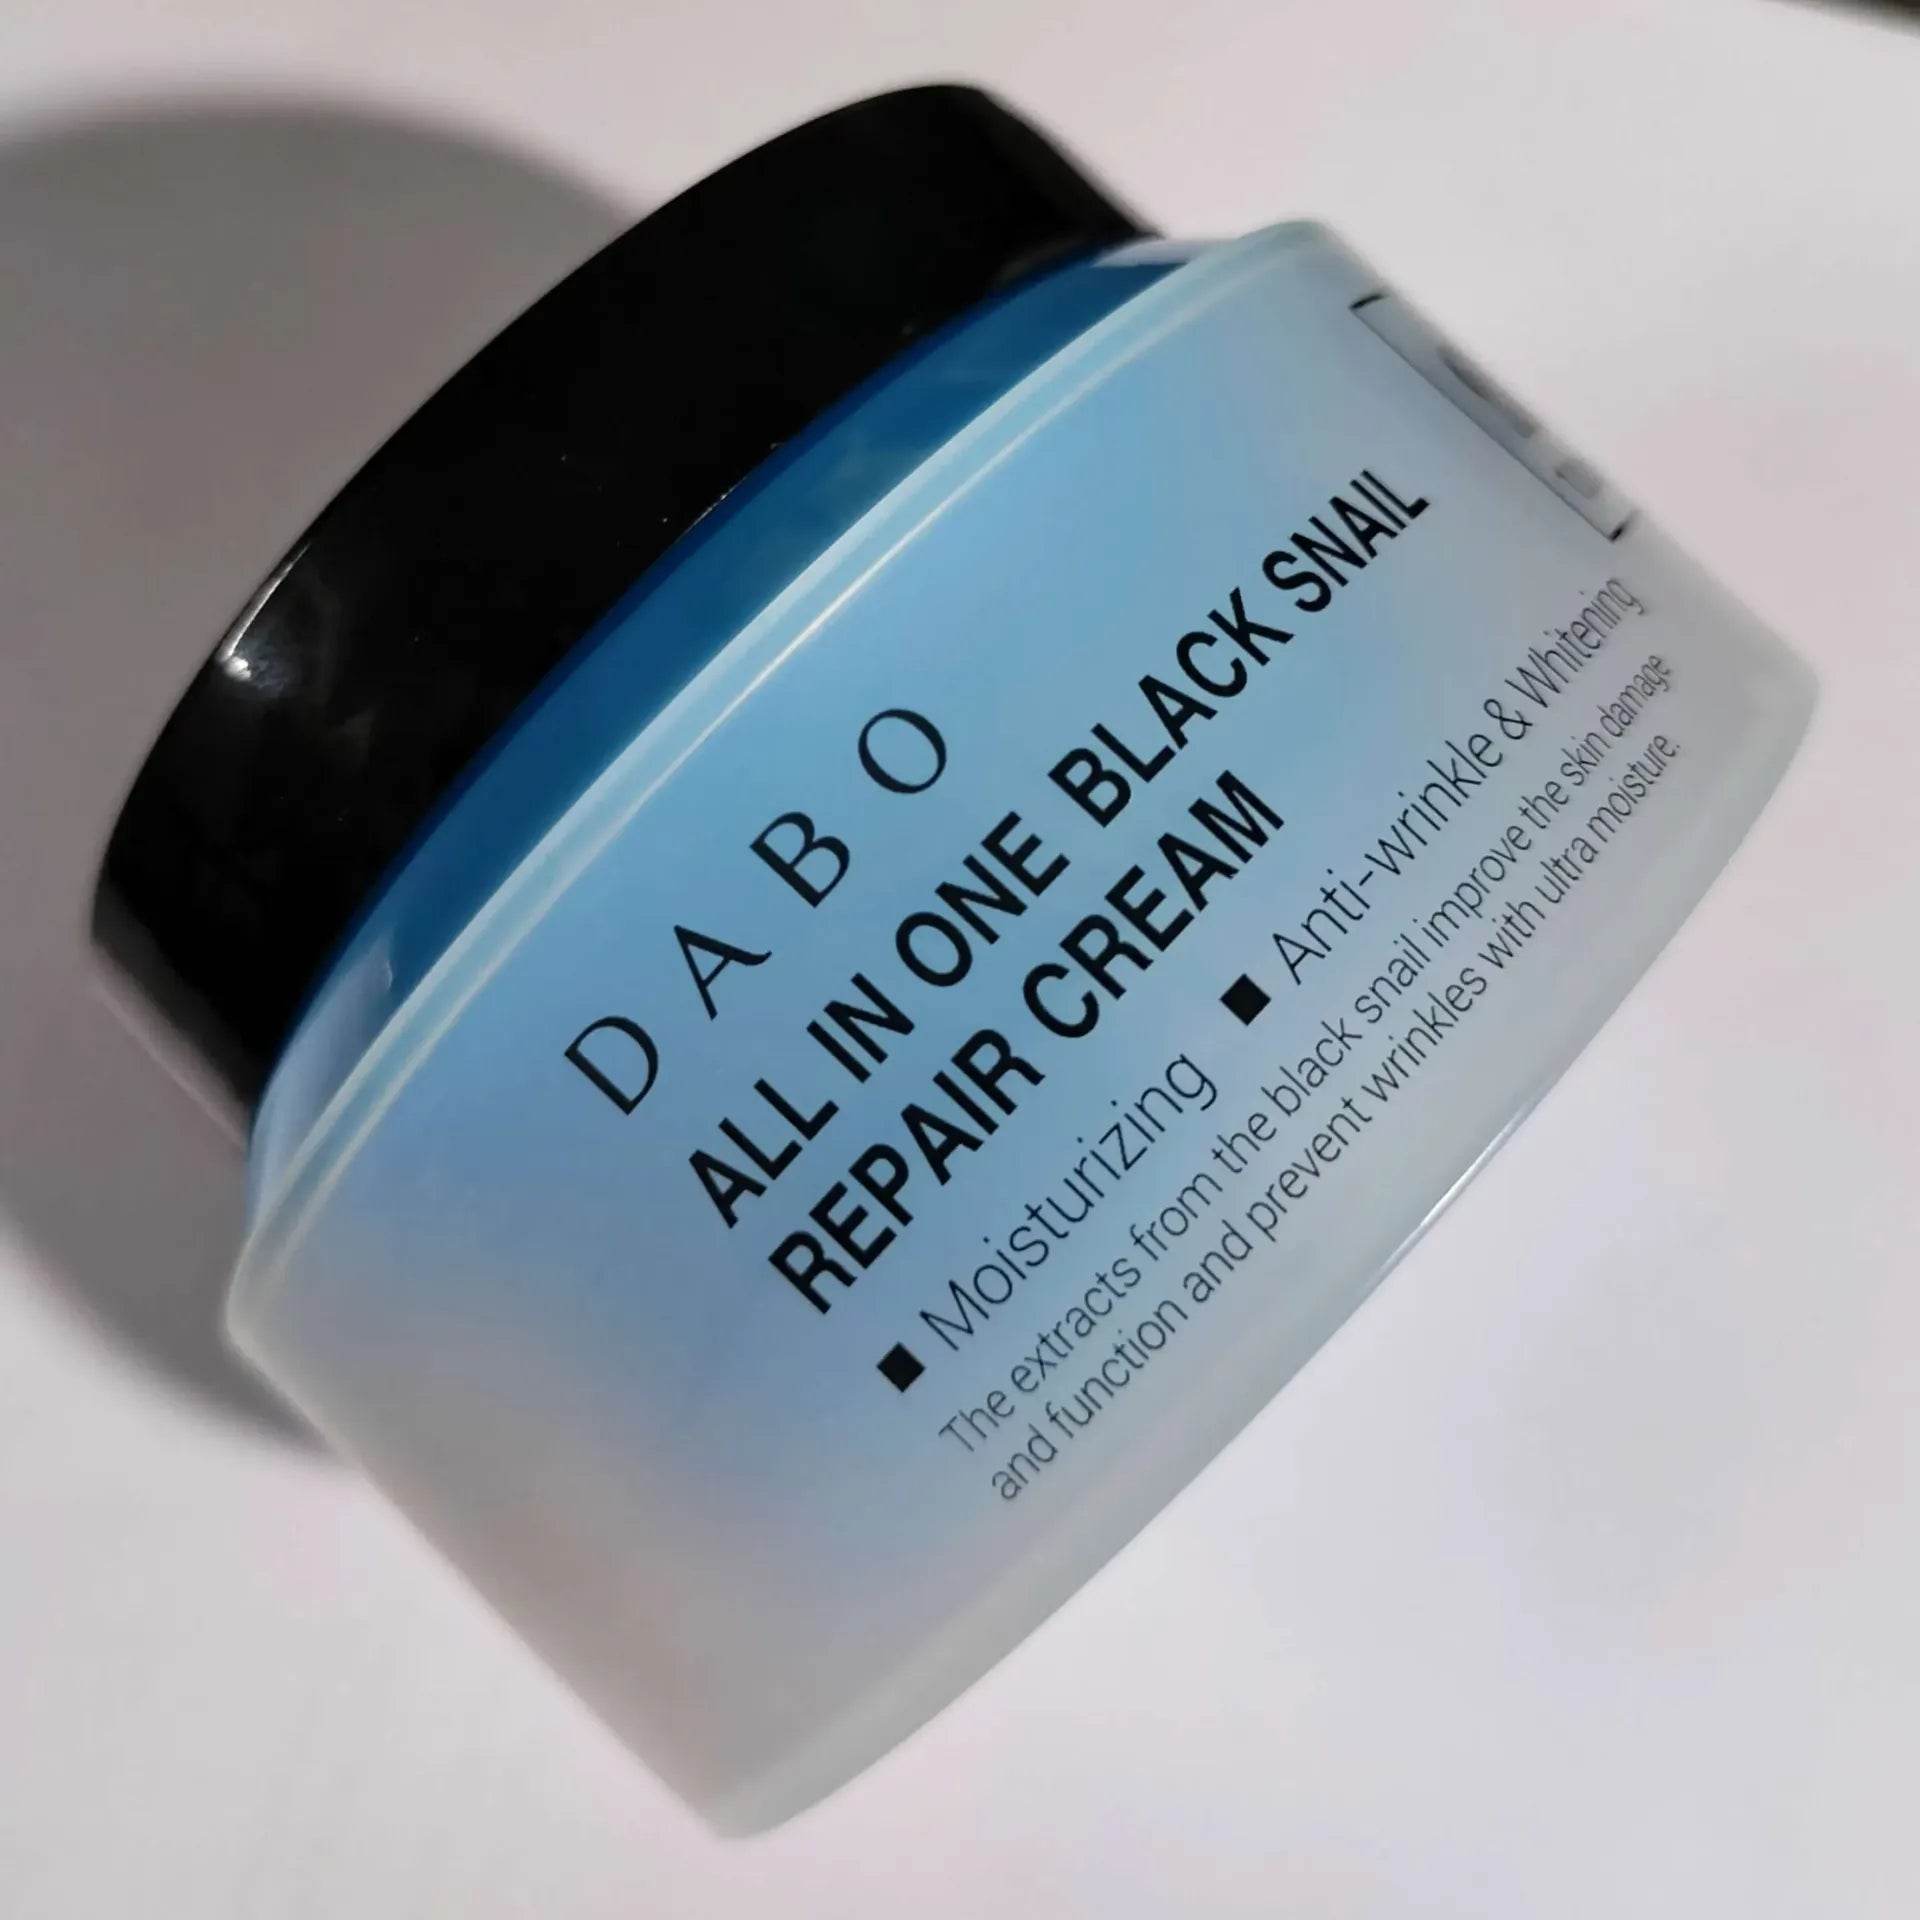 DABO
ALL IN ONE BLACK SNAIL
REPAIR CREAM
■ Moisturizing ■ Anti-wrinkle & Whitening
The extracts from the black snail improve the skin damage
and function and prevent wrinkles with ultra moisture.